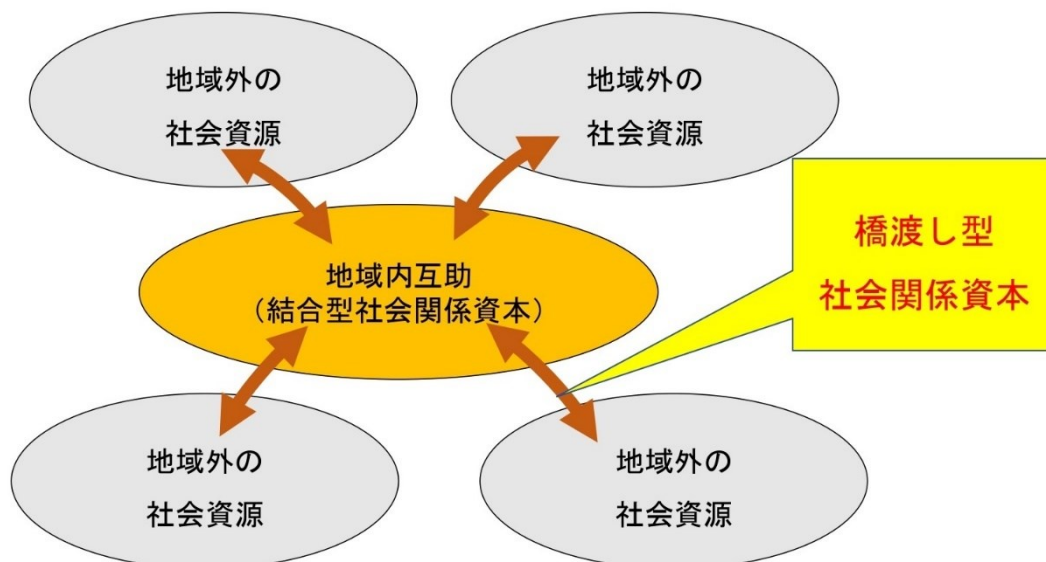 地域外の
社会資源
地域外の
社会資源
橋渡し型
社会関係資本
地域内互助
（結合型社会関係資本）
地域外の
社会資源
地域外の
社会資源